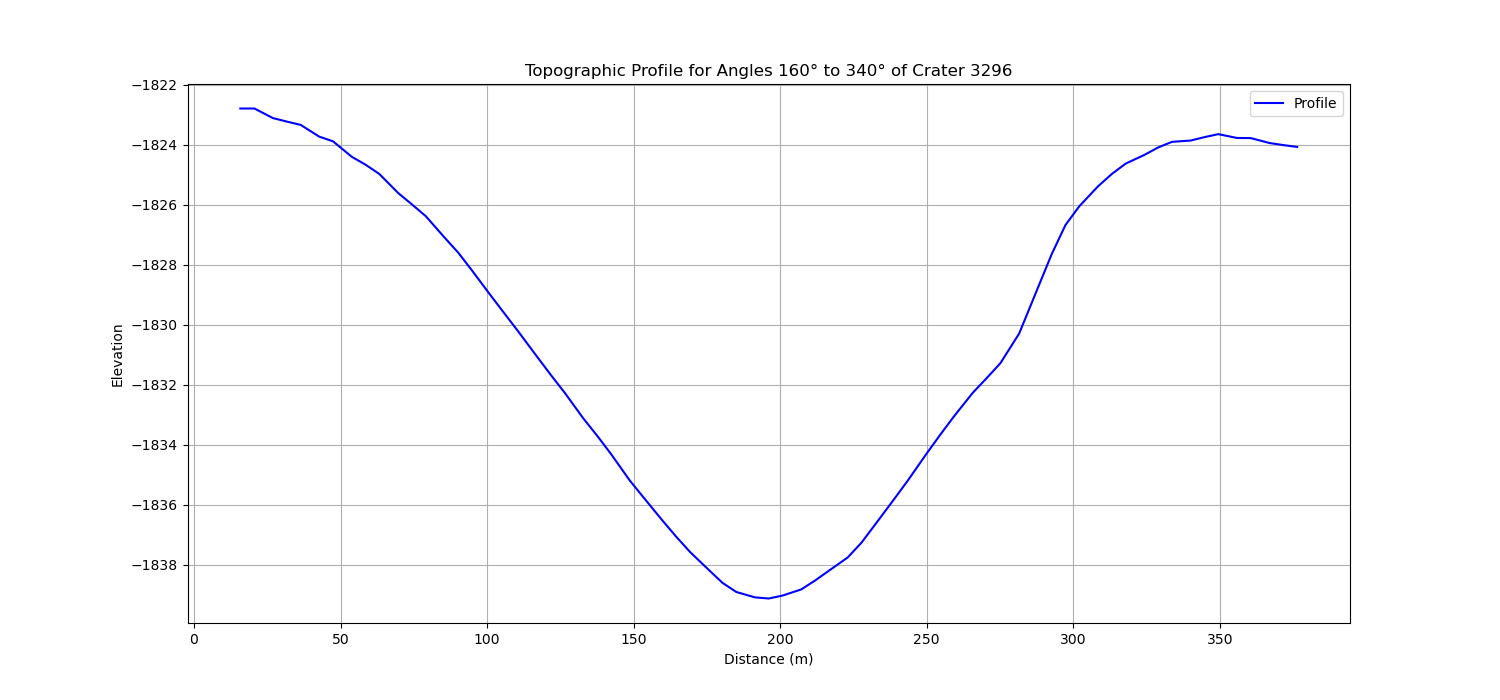 Topographic Profile for Angles 160° to 340° of Crater 3296
Profile
Elevation
−1822
−1824
−1826
−1828
−1830
−1832
−1834
−1836
−1838
0 50 100 150 200 250 300 350
Distance (m)